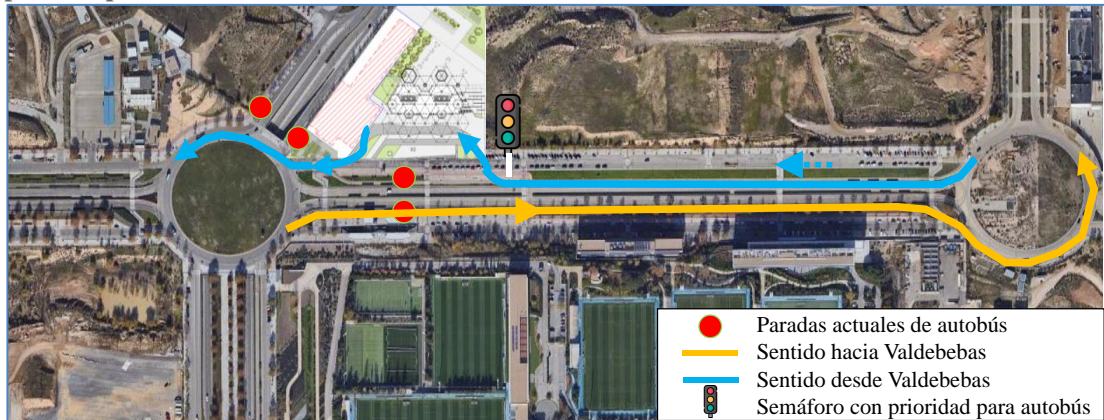 Paradas actuales de autobús
Sentido hacia Valdebebas
Sentido desde Valdebebas
Semáforo con prioridad para autobús